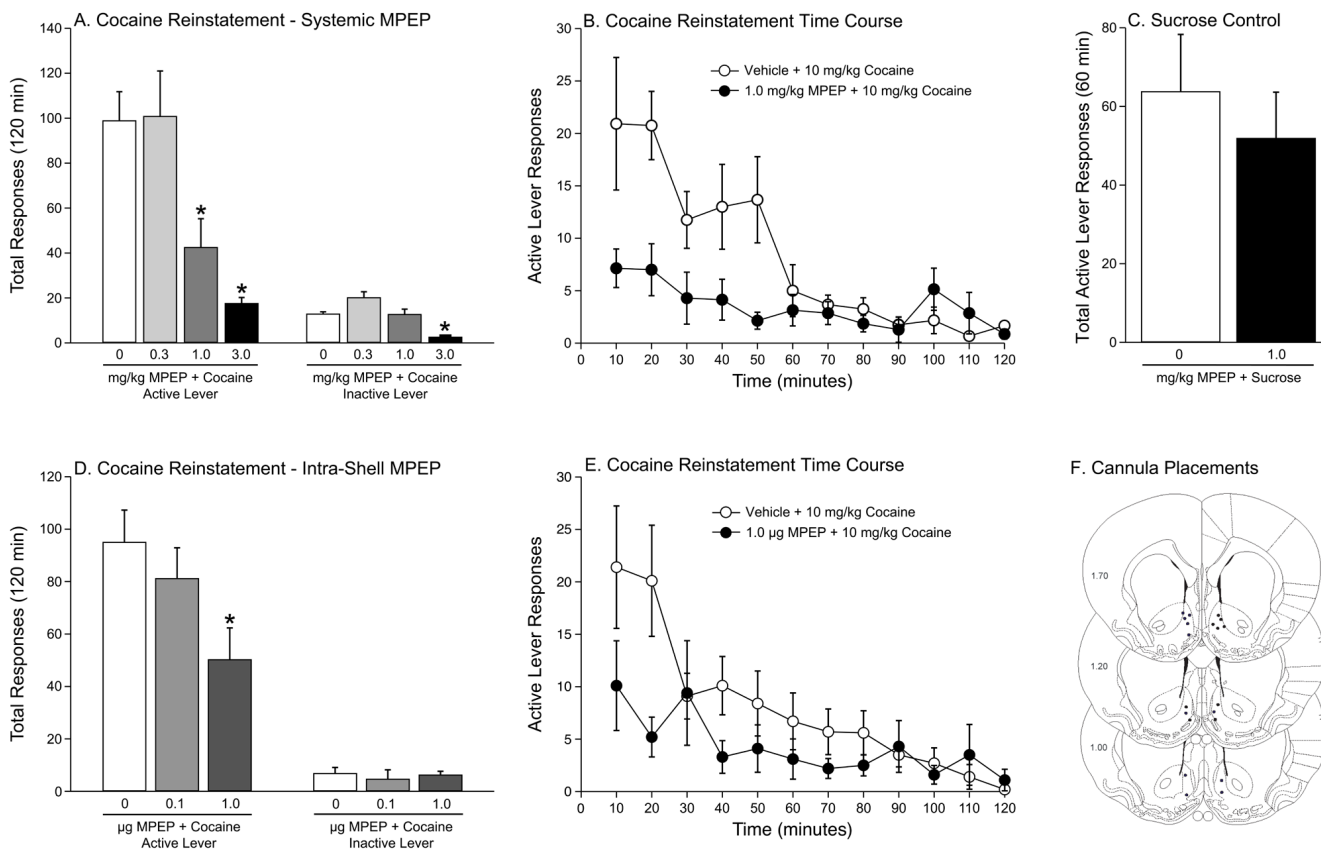 A. Cocaine Reinstatement - Systemic MPEP
Total Responses (120 min)
140
120
100
80
60
40
20
0
0 0.3 1.0 3.0 0 0.3 1.0 3.0
* * *
mg/kg MPEP + Cocaine
Active Lever
mg/kg MPEP + Cocaine
Inactive Lever
B. Cocaine Reinstatement Time Course
Vehicle + 10 mg/kg Cocaine
1.0 mg/kg MPEP + 10 mg/kg Cocaine
Active Lever Responses
30
25
20
15
10
5
0
0 10 20 30 40 50 60 70 80 90 100 110 120
Time (minutes)
C. Sucrose Control
Total Active Lever Responses (60 min)
80
60
40
20
0
0 1.0
mg/kg MPEP + Sucrose
D. Cocaine Reinstatement - Intra-Shell MPEP
Total Responses (120 min)
120
100
80
60
40
20
0
*
0 0.1 1.0 0 0.1 1.0
µg MPEP + Cocaine
Active Lever
µg MPEP + Cocaine
Inactive Lever
E. Cocaine Reinstatement Time Course
Vehicle + 10 mg/kg Cocaine
1.0 µg MPEP + 10 mg/kg Cocaine
Active Lever Responses
30
25
20
15
10
5
0
0 10 20 30 40 50 60 70 80 90 100 110 120
Time (minutes)
F. Cannula Placements
1.70
1.20
1.00